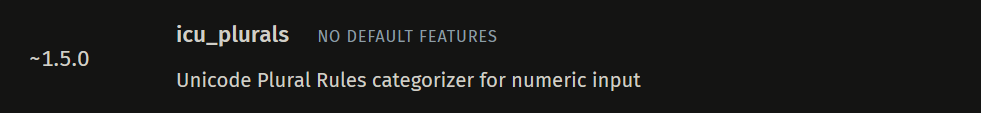 icu_plurals NO DEFAULT FEATURES
~1.5.0
Unicode Plural Rules categorizer for numeric input